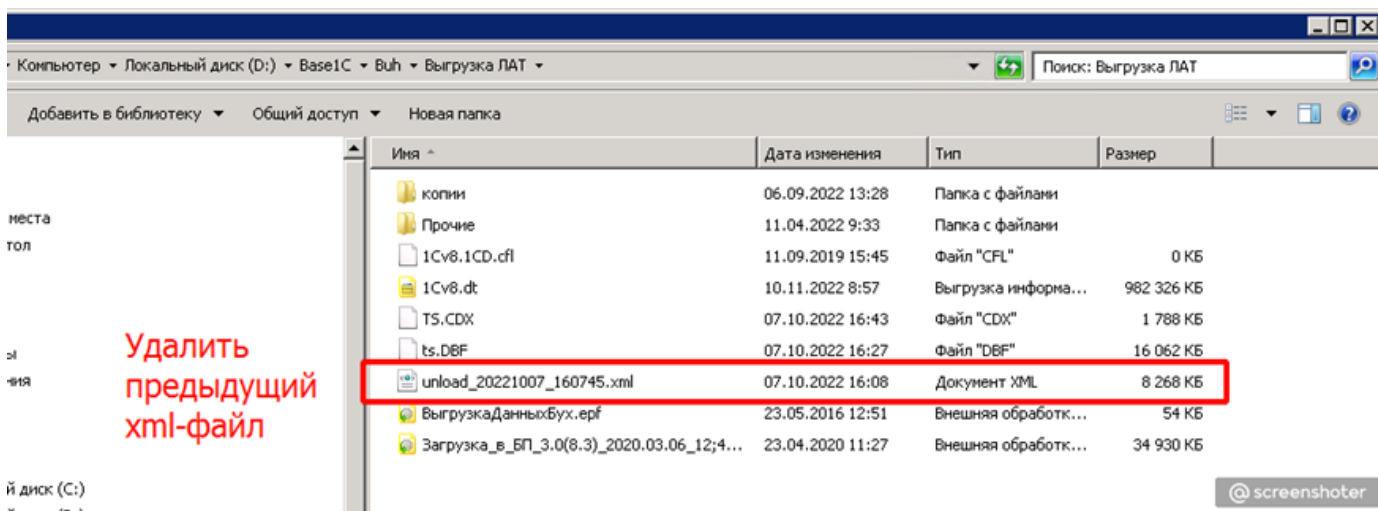 Компьютер ▾ Локальный диск (D:) ▾ Base1C ▾ Buh ▾ Выгрузка ЛАТ ▾ Поиск: Выгрузка ЛАТ
Добавить в библиотеку ▾ Общий доступ ▾ Новая папка
Имя Дата изменения Тип Размер
копии 06.09.2022 13:28 Папка с файлами
места Прочие 11.04.2022 9:33 Папка с файлами
тол 1Cv8.1CD.cfl 11.09.2019 15:45 Файл "CFL" 0 КБ
1Cv8.dt 10.11.2022 8:57 Выгрузка информа... 982 326 КБ
TS.CDX 07.10.2022 16:43 Файл "CDX" 1 788 КБ
ы ts.DBF 07.10.2022 16:27 Файл "DBF" 16 062 КБ
ния unload_20221007_160745.xml 07.10.2022 16:08 Документ XML 8 268 КБ
ВыгрузкаДанныхБух.epf 23.05.2016 12:51 Внешняя обработк... 54 КБ
Загрузка_в_БП_3.0(8.3)_2020.03.06_12;4... 23.04.2020 11:27 Внешняя обработк... 34 930 КБ
Удалить
предыдущий
xml-файл
й диск (C:)
@screenshoter